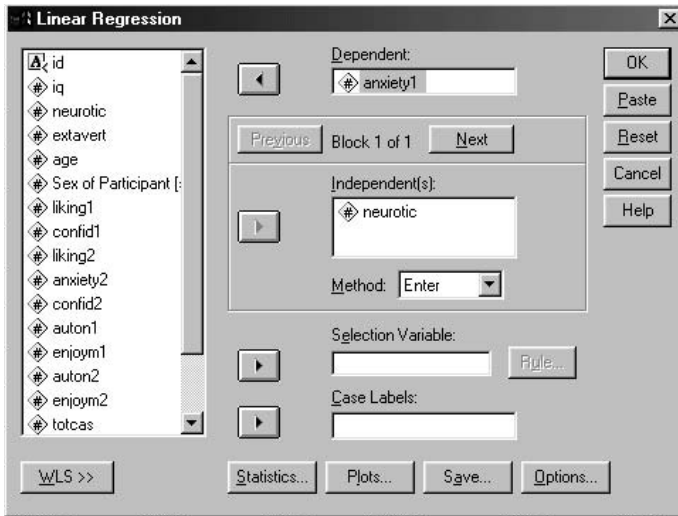 Linear Regression
id
iq
neurotic
extavert
age
Sex of Participant [
liking1
confid1
liking2
anxiety2
confid2
auton1
enjoym1
auton2
enjoym2
totcas
WLS >>
Dependent:
anxiety1
Previous Block 1 of 1 Next
Independent(s):
neurotic
Method: Enter
Selection Variable:
Rule...
Case Labels:
Statistics... Plots... Save... Options...
OK
Paste
Reset
Cancel
Help